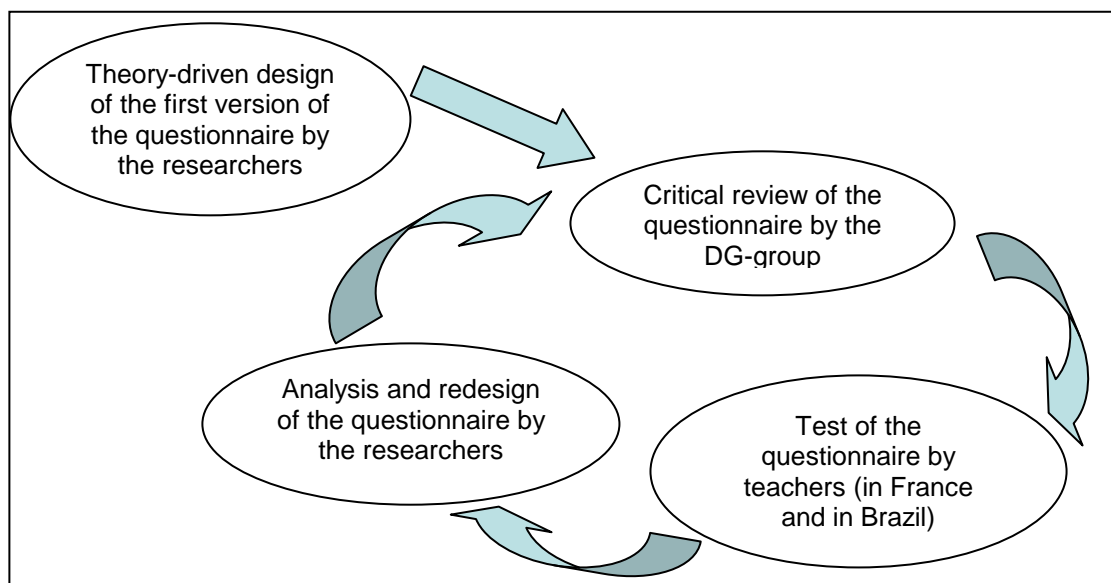 Theory-driven design
of the first version of
the questionnaire by
the researchers
Critical review of the
questionnaire by the
DG-group
Test of the
questionnaire by
teachers (in France
and in Brazil)
Analysis and redesign
of the questionnaire by
the researchers